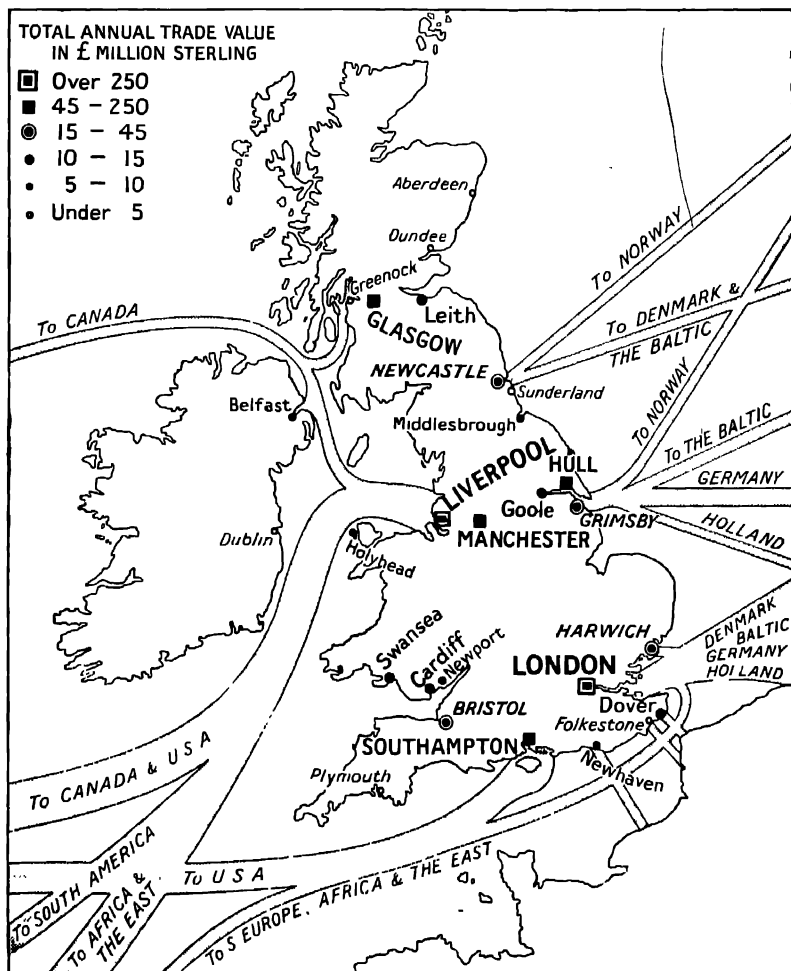 TOTAL ANNUAL TRADE VALUE
IN £ MILLION STERLING
Over 250
45 - 250
15 - 45
10 - 15
5 - 10
Under 5
Aberdeen
Dundee
Greenock
Leith
GLASGOW
To NORWAY
To CANADA
To DENMARK &
THE BALTIC
NEWCASTLE
Sunderland
Belfast
Middlesbrough
To NORWAY
To THE BALTIC
LIVERPOOL
HULL
GERMANY
Goole
GRIMSBY
HOLLAND
MANCHESTER
Dublin
Holyhead
HARWICH
DENMARK
BALTIC
GERMANY
HOLLAND
Swansea
Cardiff
Newport
LONDON
Dover
BRISTOL
Folkestone
SOUTHAMPTON
Newhaven
Plymouth
To CANADA & USA
To USA
To SOUTH AMERICA
To AFRICA &
THE EAST
To S EUROPE, AFRICA & THE EAST